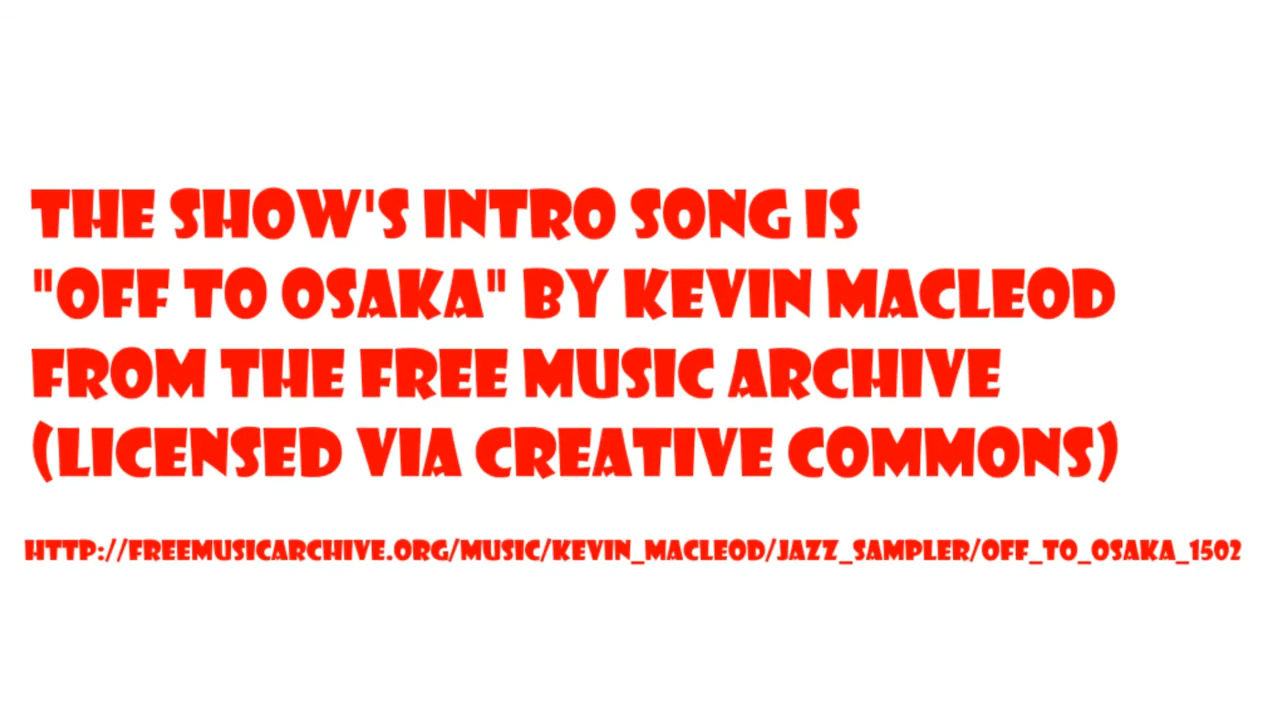 THE SHOW'S INTRO SONG IS
"OFF TO OSAKA" BY KEVIN MACLEOD
FROM THE FREE MUSIC ARCHIVE
(LICENSED VIA CREATIVE COMMONS)
HTTP://FREEMUSICARCHIVE.ORG/MUSIC/KEVIN_MACLEOD/JAZZ_SAMPLER/OFF_TO_OSAKA_1502